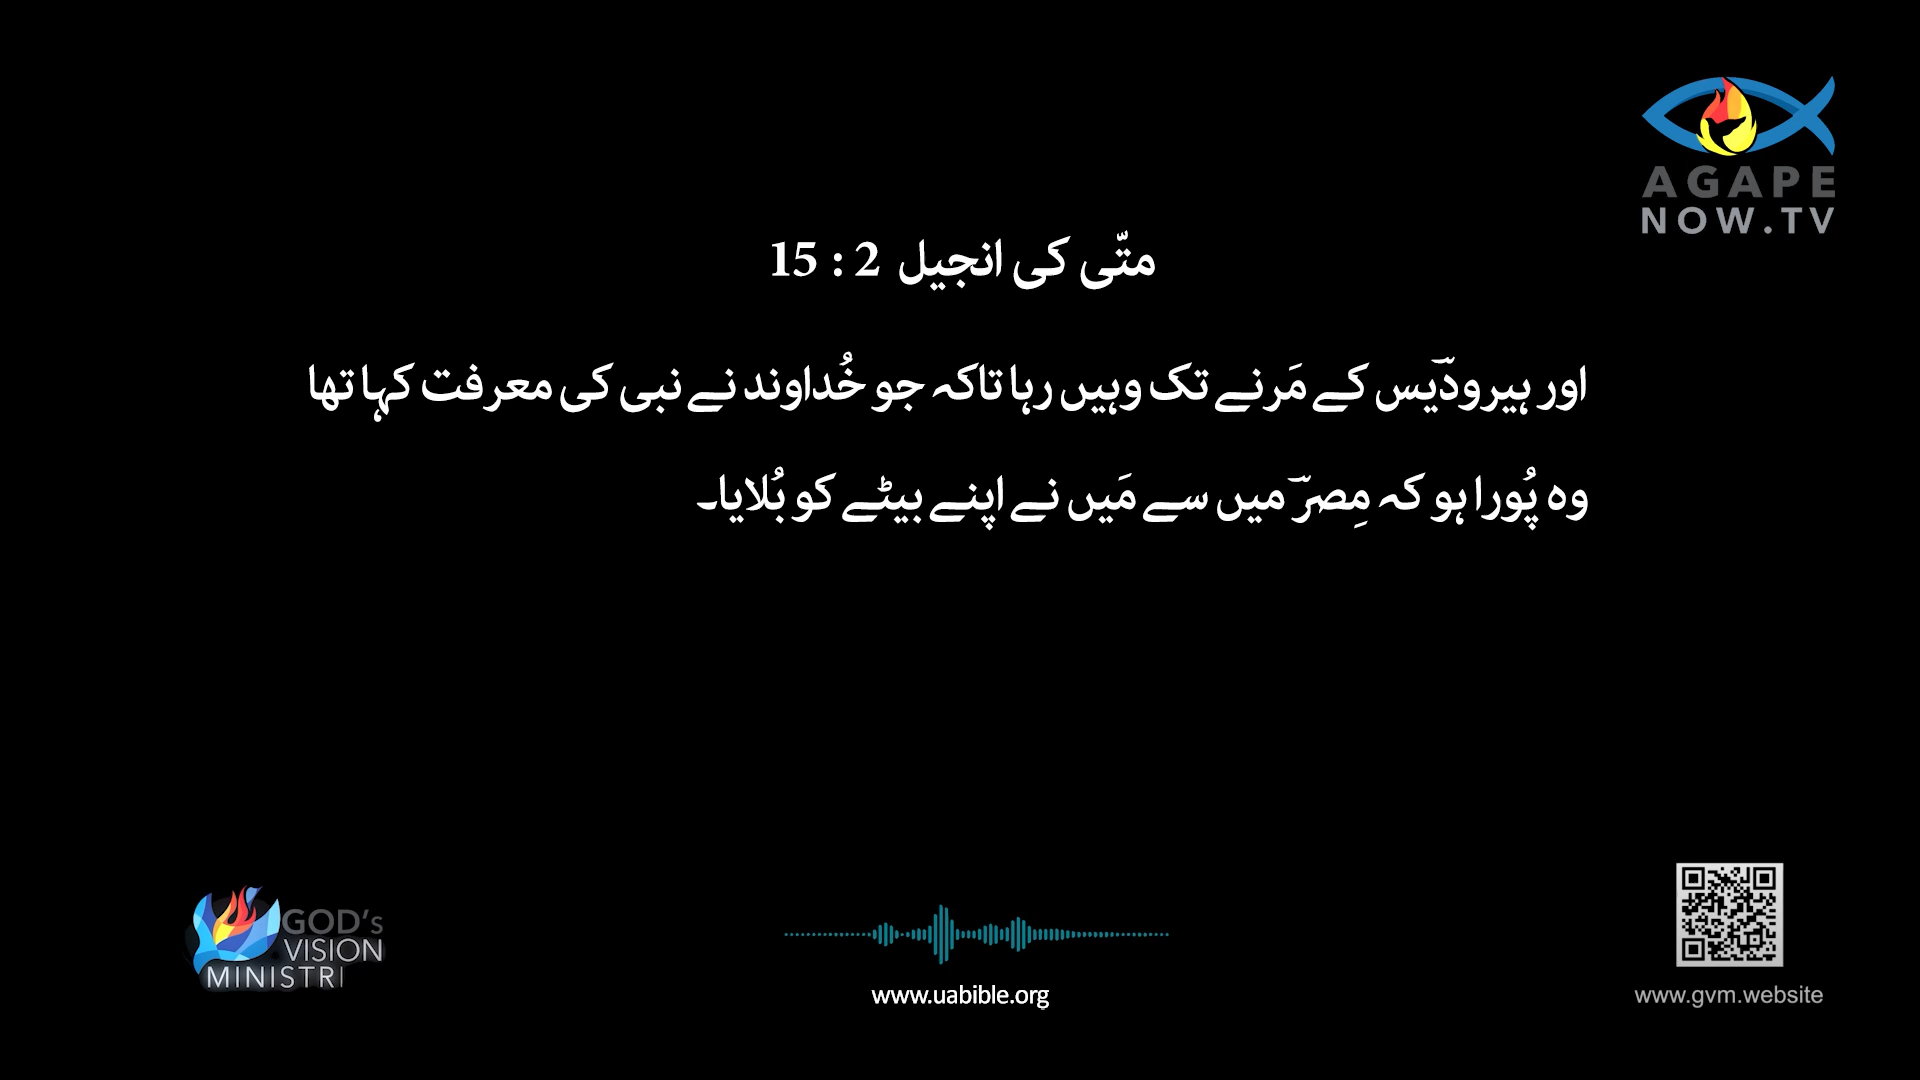 AGAPE
NOW.TV
متّی کی انجیل 2 : 15
اور ہیرودؔیس کے مَرنے تک وہیں رہا تاکہ جو خُداوند نے نبی کی معرفت کہا تھا
وہ پُورا ہو کہ مِصرؔ میں سے مَیں نے اپنے بیٹے کو بُلایا۔
GOD's
VISION
MINISTRI
www.uabible.org
www.gvm.website